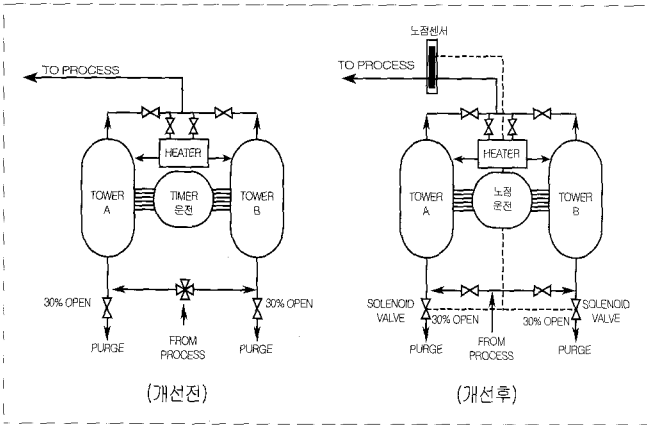 TO PROCESS
HEATER
TOWER
A
TIMER
운전
TOWER
B
30% OPEN
30% OPEN
PURGE
FROM
PROCESS
PURGE
(개선전)
노점센서
TO PROCESS
HEATER
TOWER
A
노점
운전
TOWER
B
SOLENOID
VALVE
30% OPEN
30% OPEN
SOLENOID
VALVE
PURGE
FROM
PROCESS
PURGE
(개선후)